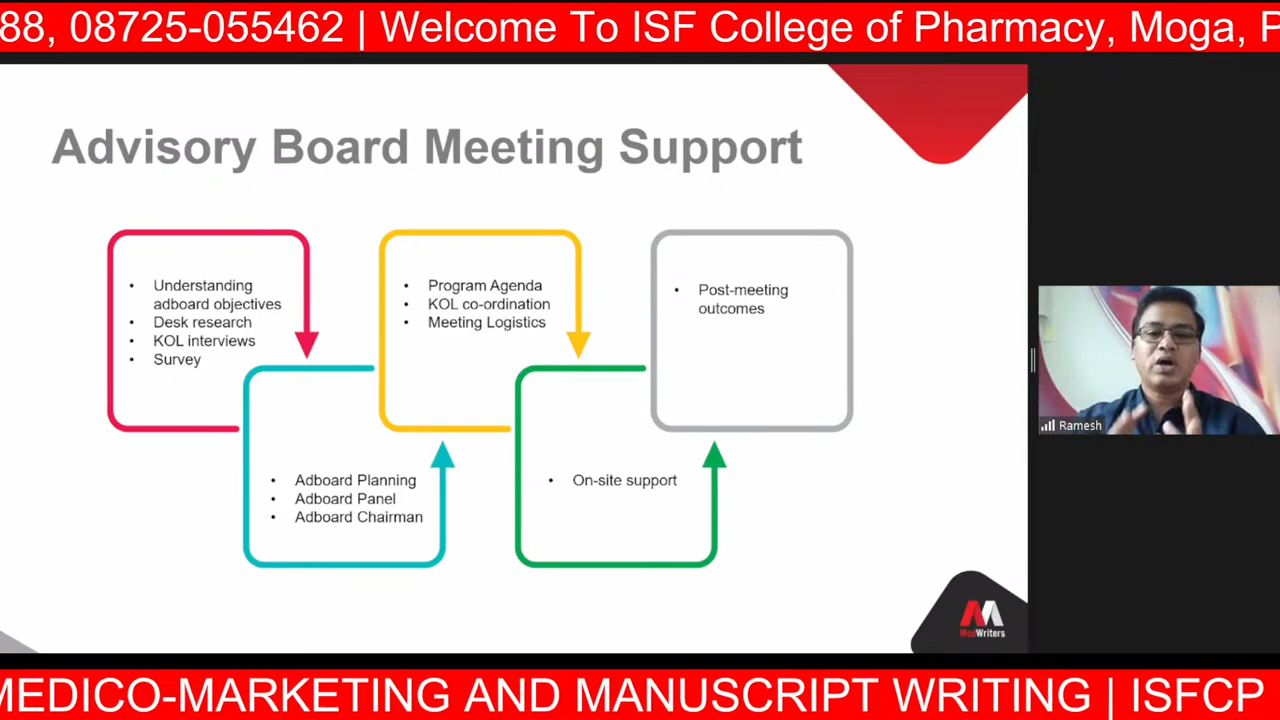 88, 08725-055462 | Welcome To ISF College of Pharmacy, Moga, P
Advisory Board Meeting Support
• Understanding
adboard objectives
• Desk research
• KOL interviews
• Survey
• Adboard Planning
• Adboard Panel
• Adboard Chairman
• Program Agenda
• KOL co-ordination
• Meeting Logistics
• On-site support
• Post-meeting
outcomes
Ramesh
MedWriters
MEDICO-MARKETING AND MANUSCRIPT WRITING | ISFCP